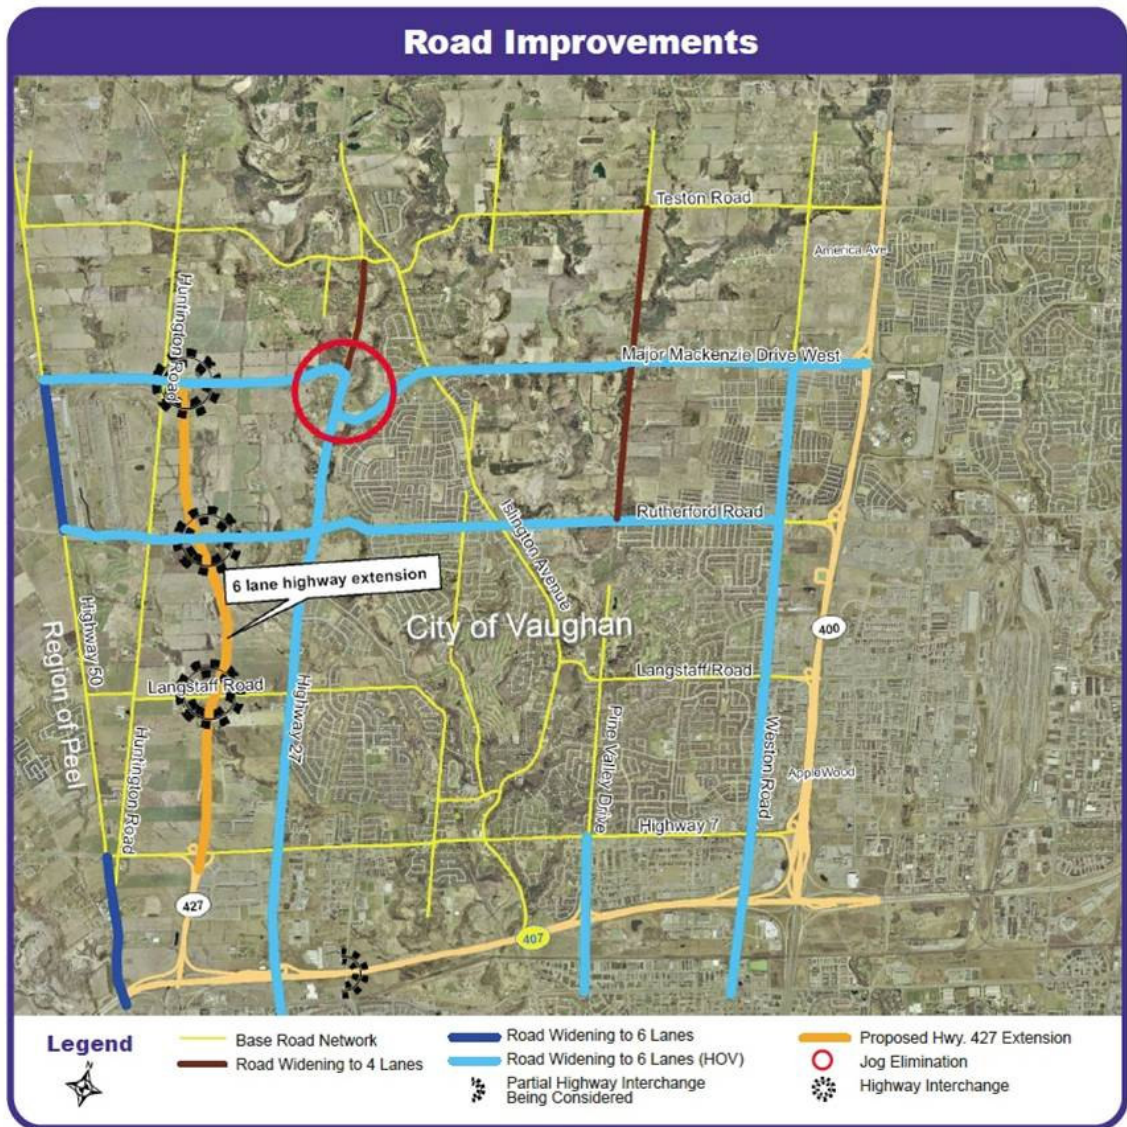 Road Improvements
Teston Road
America Ave
Huntington Road
Major Mackenzie Drive West
Rutherford Road
Islington Avenue
6 lane highway extension
City of Vaughan
400
Highway 50
Region of Peel
Langstaff Road
Langstaff Road
Highway 27
Huntington Road
Pine Valley Drive
Weston Road
AppleWood
Highway 7
427
407
Legend
N
Base Road Network
Road Widening to 4 Lanes
Road Widening to 6 Lanes
Road Widening to 6 Lanes (HOV)
Partial Highway Interchange
Being Considered
Proposed Hwy. 427 Extension
Jog Elimination
Highway Interchange